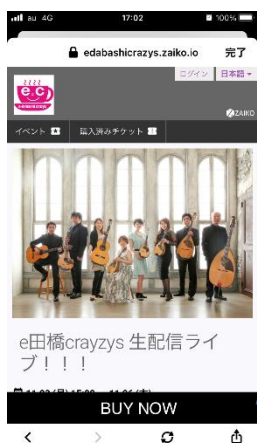 au 4G 17:02 100%
edabashicrazys.zaiko.io 完了
ログイン 日本語
e.c
ZAIKO
イベント 購入済みチケット
e田橋crayzys 生配信ライ
ブ！！！
BUY NOW